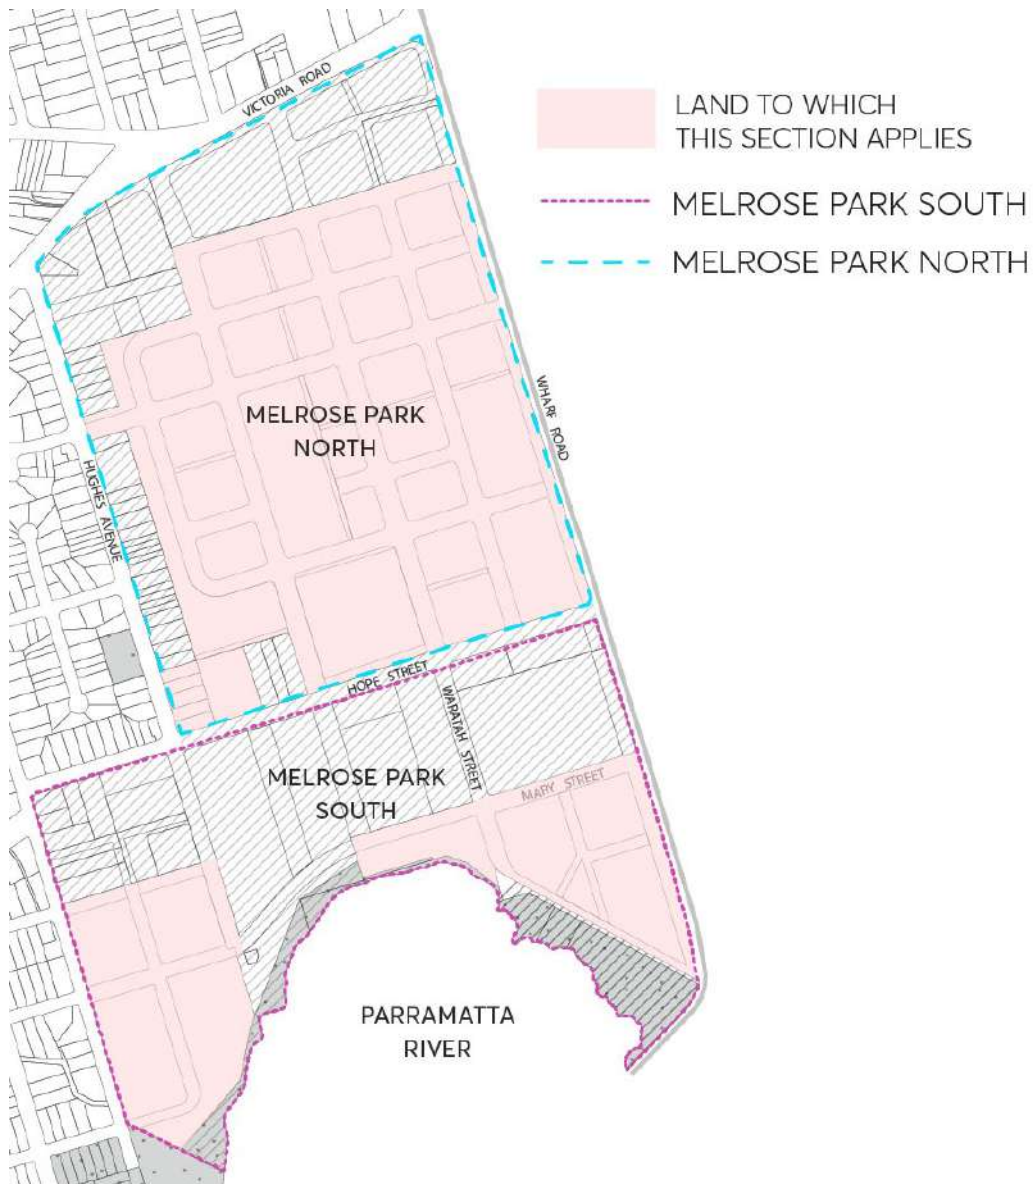 VICTORIA ROAD
LAND TO WHICH
THIS SECTION APPLIES
MELROSE PARK SOUTH
MELROSE PARK NORTH
WHARF ROAD
MELROSE PARK
NORTH
HUGHES AVENUE
HOPE STREET
WARATAH STREET
MELROSE PARK
SOUTH
MARY STREET
PARRAMATTA
RIVER